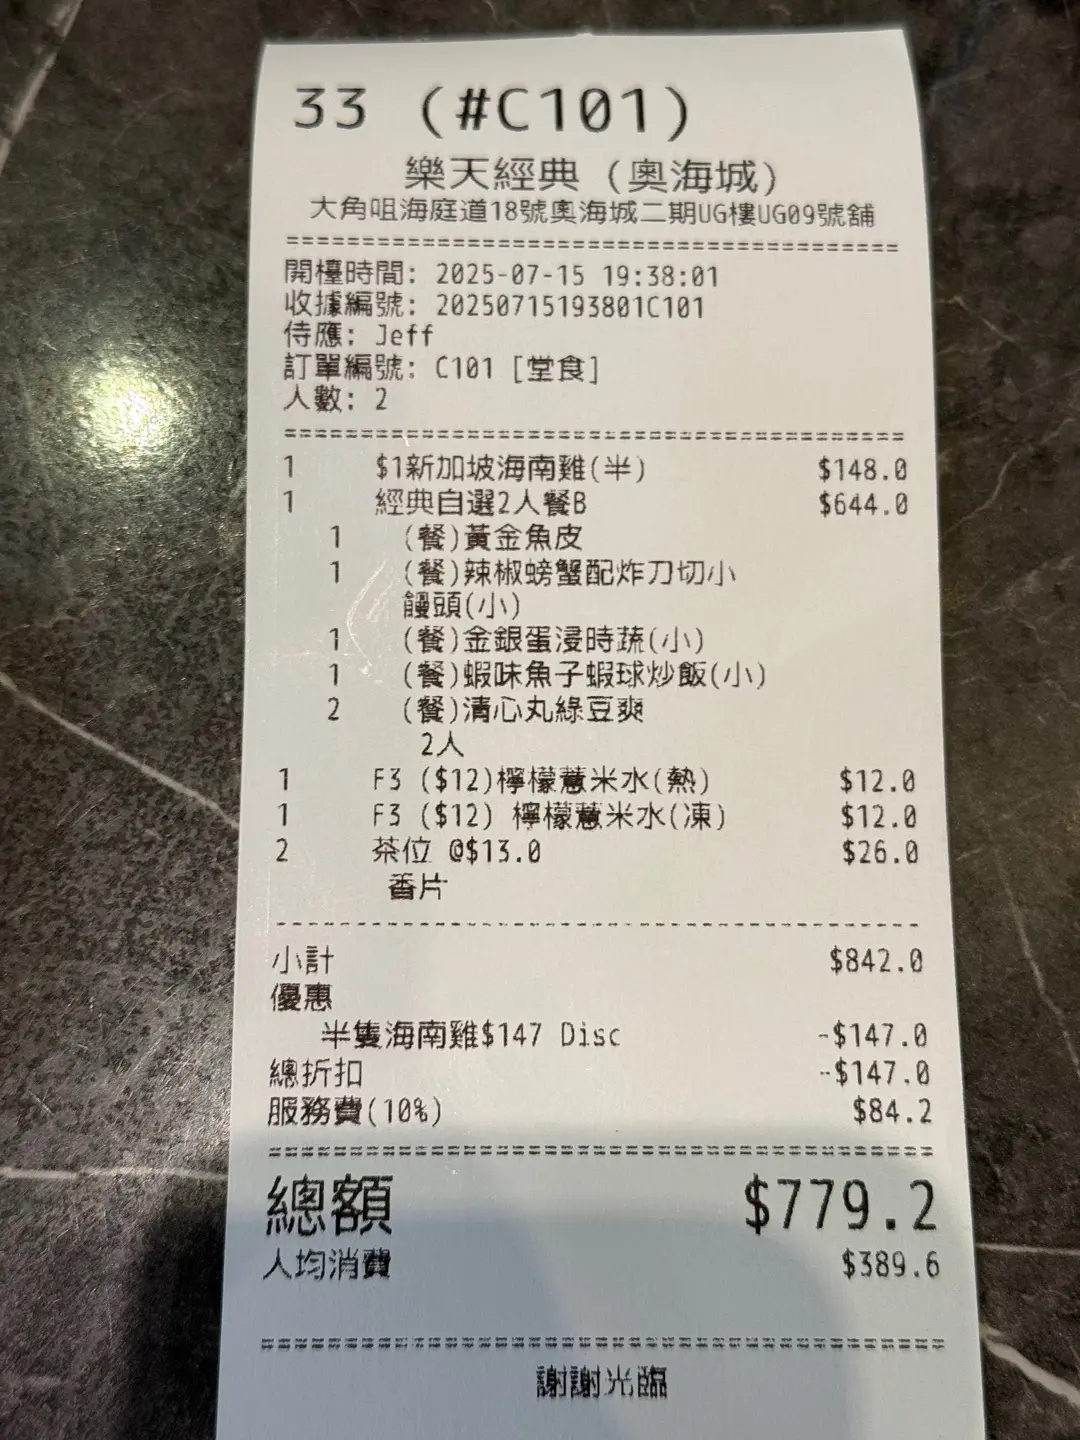 33 (#C101)
樂天經典 (奧海城)
大角咀海庭道18號奧海城二期UG樓UG09號舖
開檯時間: 2025-07-15 19:38:01
收據編號: 20250715193801C101
侍應: Jeff
訂單編號: C101 [堂食]
人數: 2
1 $1新加坡海南雞(半) $148.0
1 經典自選2人餐B $644.0
1 (餐)黃金魚皮
1 (餐)辣椒螃蟹配炸刀切小
饅頭(小)
1 (餐)金銀蛋浸時蔬(小)
1 (餐)蝦味魚子蝦球炒飯(小)
2 (餐)清心丸綠豆爽
2人
1 F3 ($12)檸檬薏米水(熱) $12.0
1 F3 ($12) 檸檬薏米水(凍) $12.0
2 茶位 @$13.0 $26.0
香片
小計 $842.0
優惠
半隻海南雞$147 Disc -$147.0
總折扣 -$147.0
服務費(10%) $84.2
總額 $779.2
人均消費 $389.6
謝謝光臨